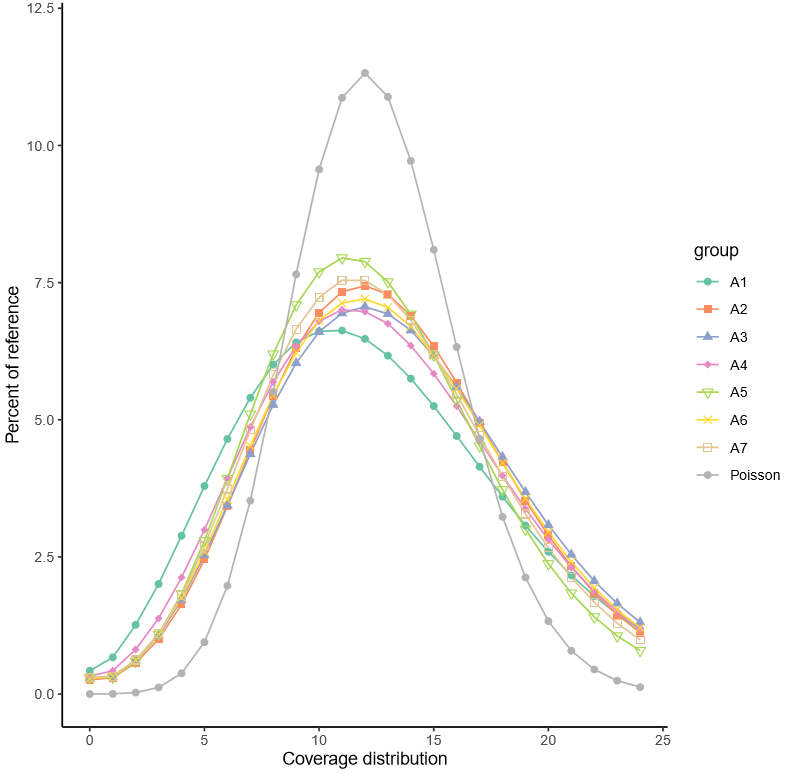 12.5
10.0
7.5
5.0
2.5
0.0
Percent of reference
0 5 10 15 20 25
Coverage distribution
group
A1
A2
A3
A4
A5
A6
A7
Poisson